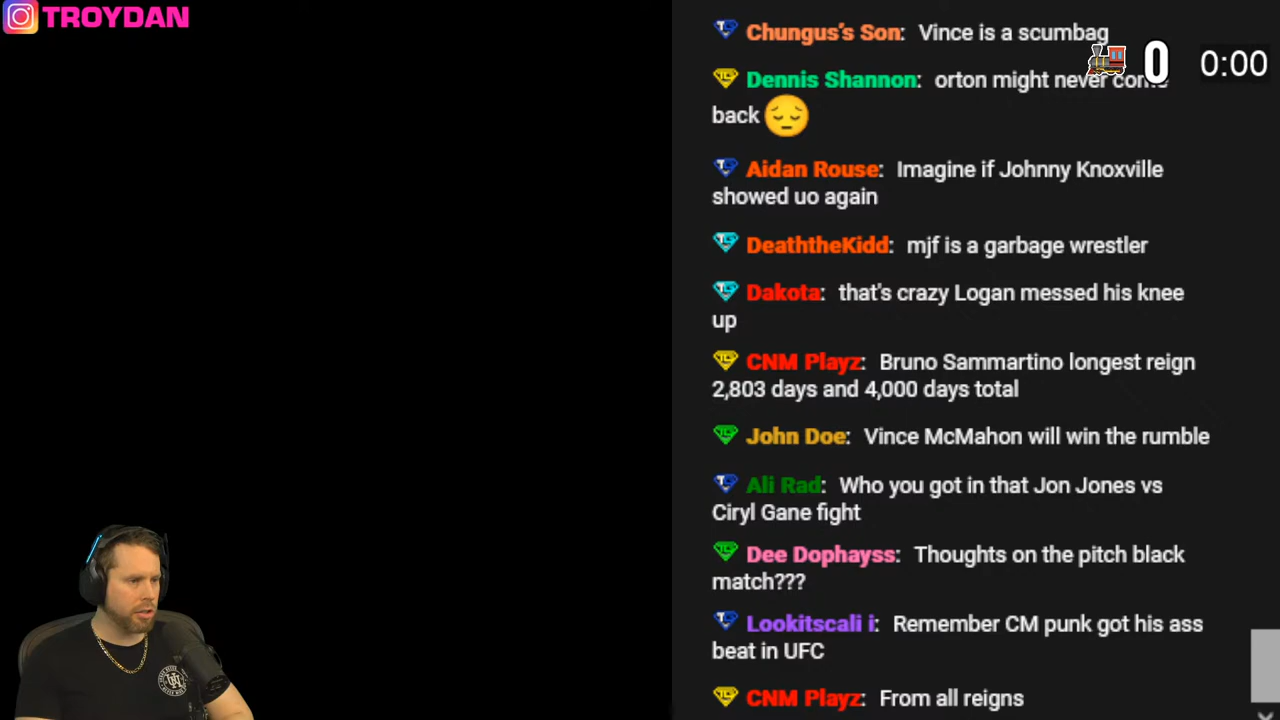 TROYDAN
Chungus's Son: Vince is a scumbag
0 0:00
Dennis Shannon: orton might never come
back
Aidan Rouse: Imagine if Johnny Knoxville
showed uo again
DeaththeKidd: mjf is a garbage wrestler
Dakota: that's crazy Logan messed his knee
up
CNM Playz: Bruno Sammartino longest reign
2,803 days and 4,000 days total
John Doe: Vince McMahon will win the rumble
Ali Rad: Who you got in that Jon Jones vs
Ciryl Gane fight
Dee Dophayss: Thoughts on the pitch black
match???
Lookitscali i: Remember CM punk got his ass
beat in UFC
CNM Playz: From all reigns